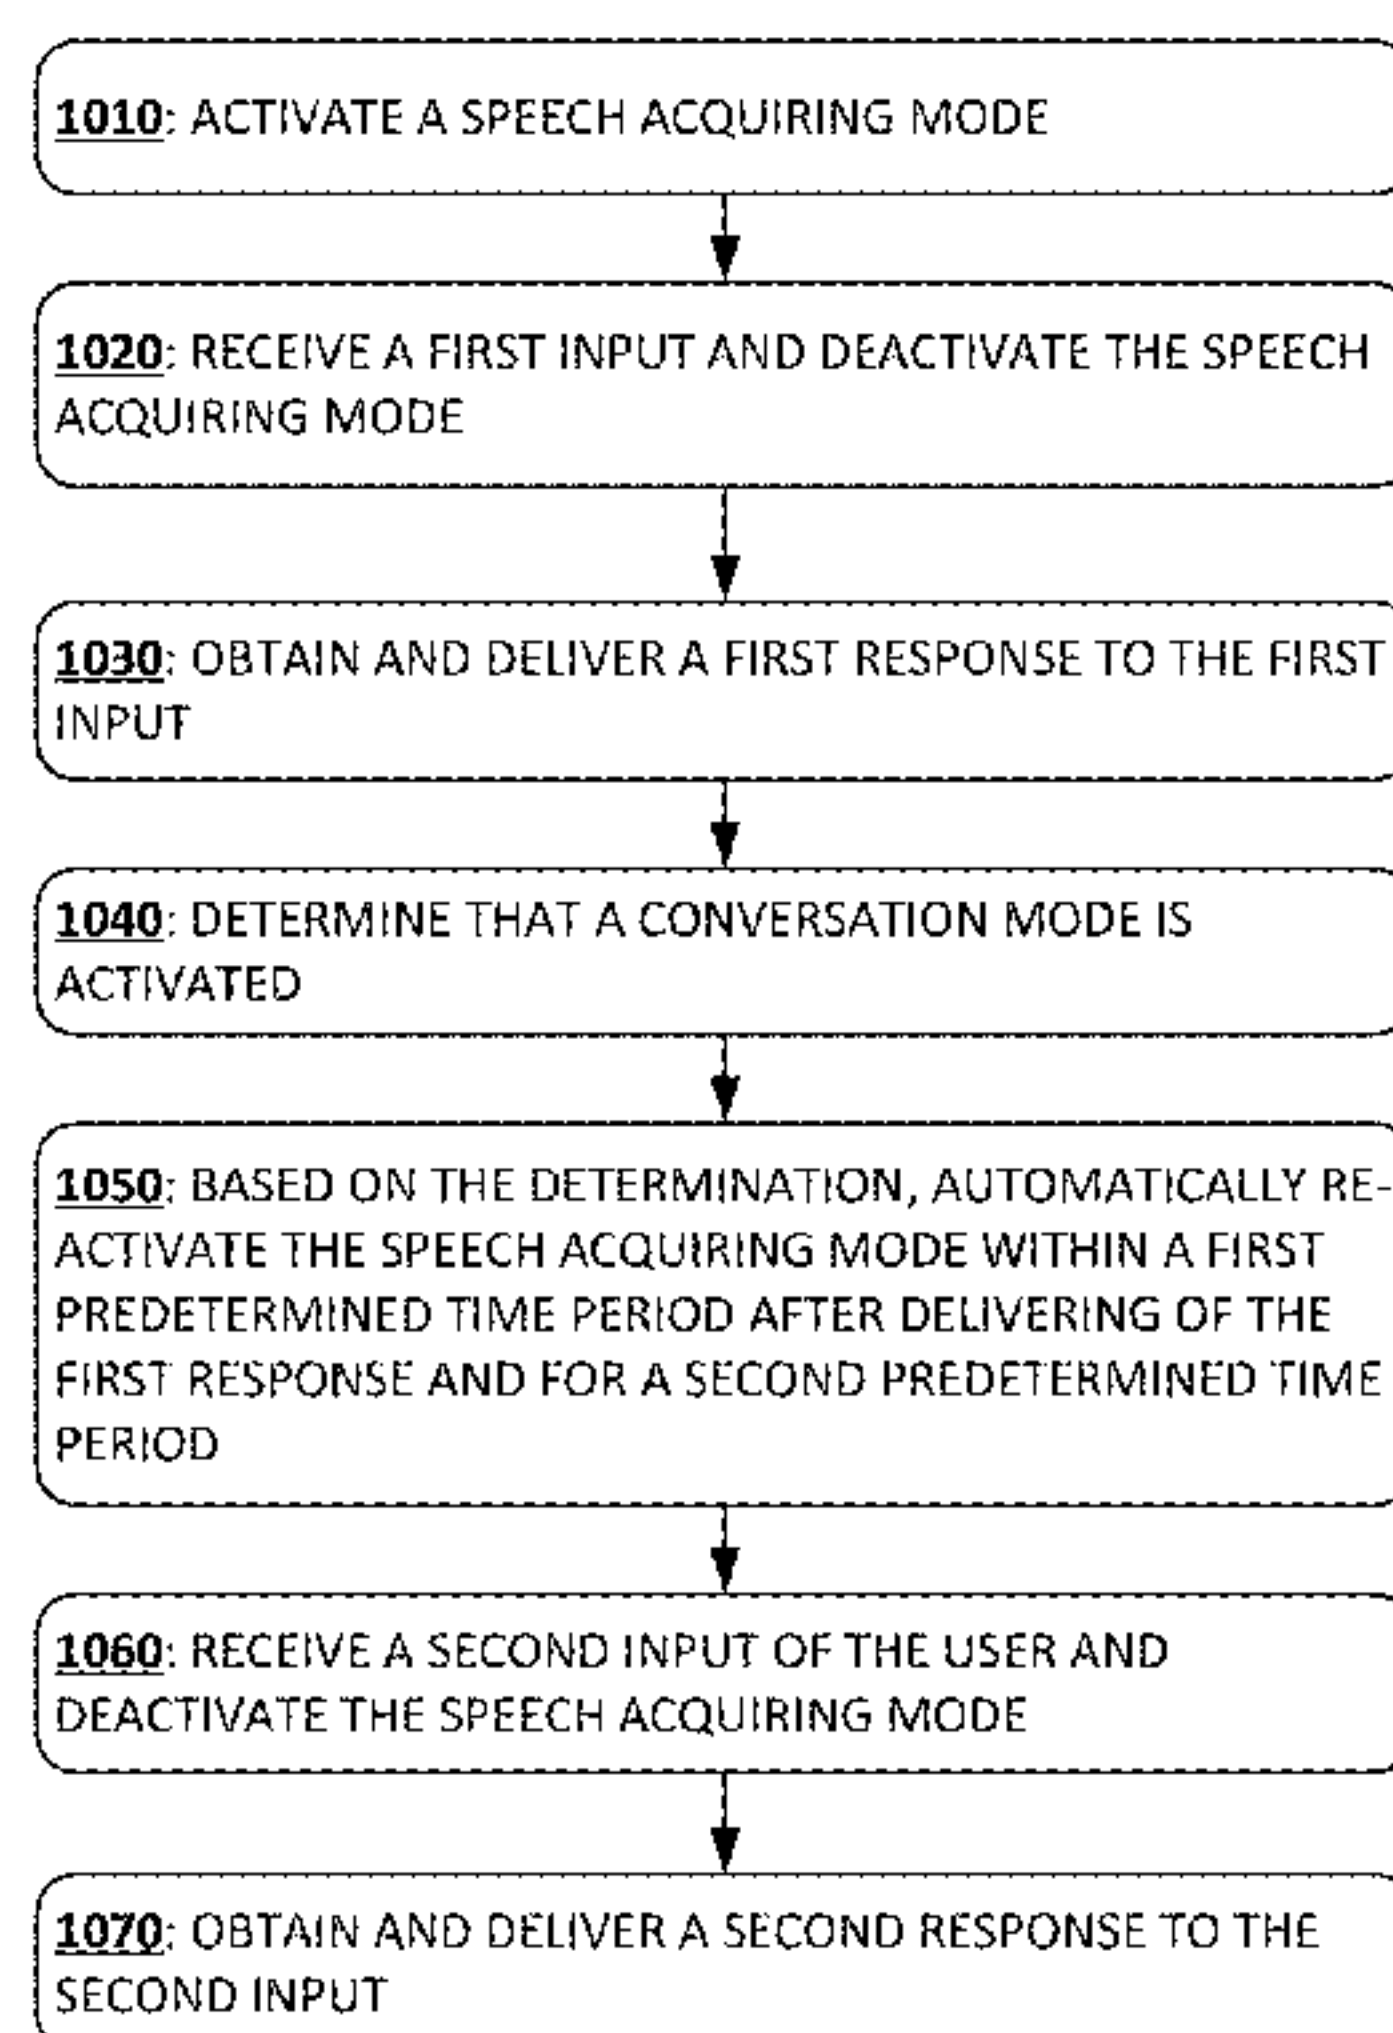 1010: ACTIVATE A SPEECH ACQUIRING MODE
1020: RECEIVE A FIRST INPUT AND DEACTIVATE THE SPEECH
ACQUIRING MODE
1030: OBTAIN AND DELIVER A FIRST RESPONSE TO THE FIRST
INPUT
1040: DETERMINE THAT A CONVERSATION MODE IS
ACTIVATED
1050: BASED ON THE DETERMINATION, AUTOMATICALLY RE-
ACTIVATE THE SPEECH ACQUIRING MODE WITHIN A FIRST
PREDETERMINED TIME PERIOD AFTER DELIVERING OF THE
FIRST RESPONSE AND FOR A SECOND PREDETERMINED TIME
PERIOD
1060: RECEIVE A SECOND INPUT OF THE USER AND
DEACTIVATE THE SPEECH ACQUIRING MODE
1070: OBTAIN AND DELIVER A SECOND RESPONSE TO THE
SECOND INPUT